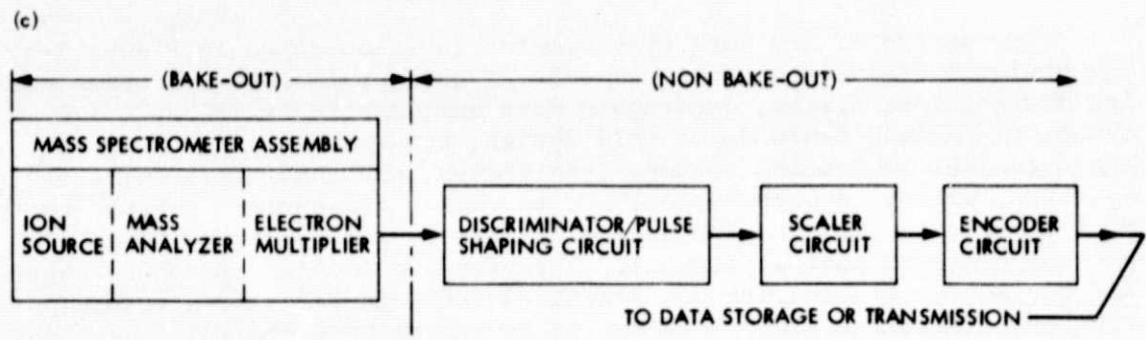 (c)
(BAKE-OUT)
(NON BAKE-OUT)
MASS SPECTROMETER ASSEMBLY
ION
SOURCE
MASS
ANALYZER
ELECTRON
MULTIPLIER
DISCRIMINATOR/PULSE
SHAPING CIRCUIT
SCALER
CIRCUIT
ENCODER
CIRCUIT
TO DATA STORAGE OR TRANSMISSION